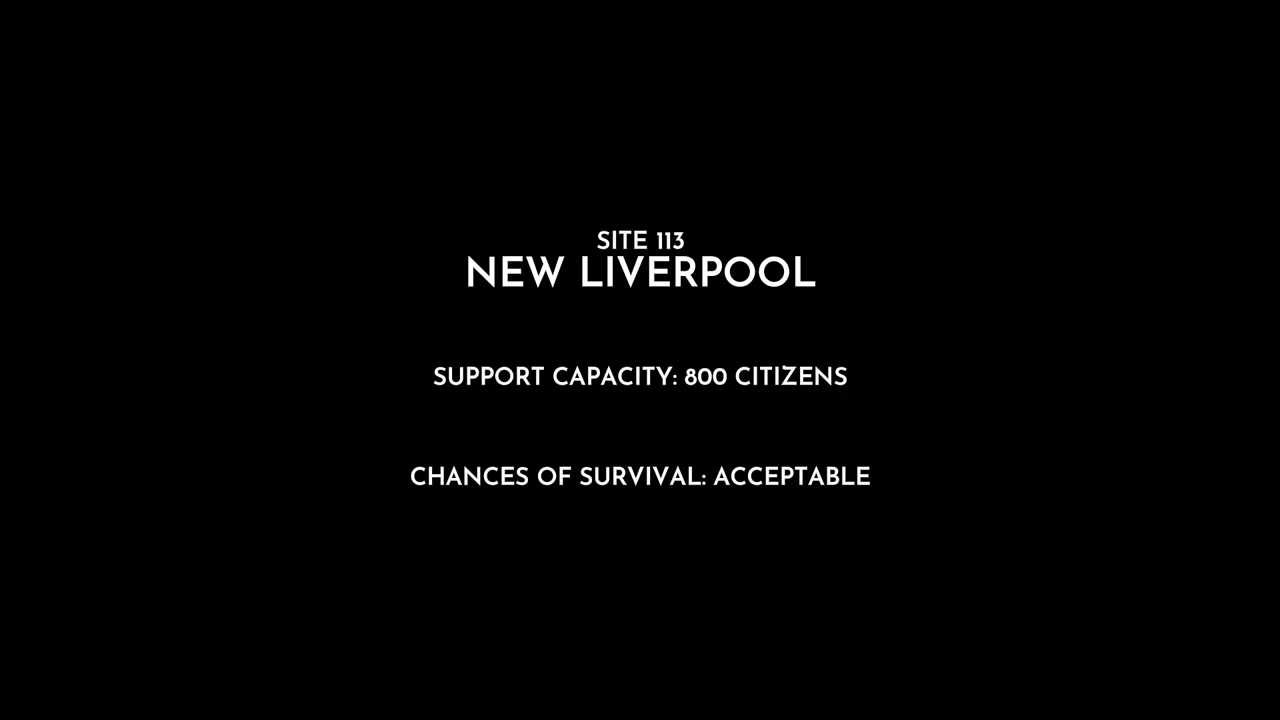 SITE 113
NEW LIVERPOOL
SUPPORT CAPACITY: 800 CITIZENS
CHANCES OF SURVIVAL: ACCEPTABLE